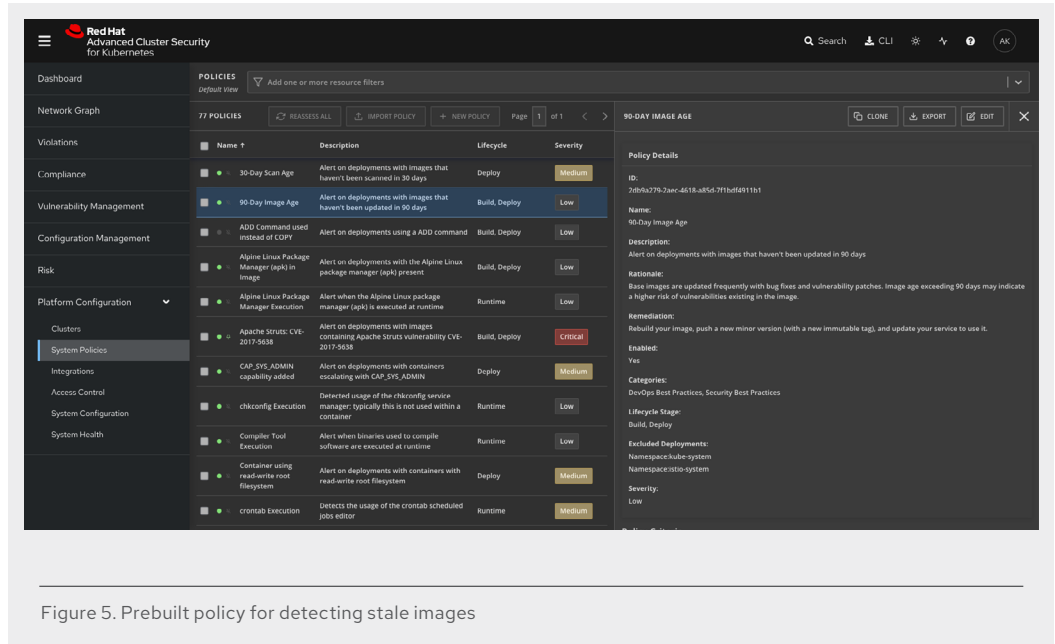 Red Hat
Advanced Cluster Security
for Kubernetes
Search
CLI
AK
Dashboard
Network Graph
Violations
Compliance
Vulnerability Management
Configuration Management
Risk
Platform Configuration
Clusters
System Policies
Integrations
Access Control
System Configuration
System Health
POLICIES
Default View
Add one or more resource filters
77 POLICIES
REASSESS ALL
IMPORT POLICY
+ NEW POLICY
Page 1 of 1
Name ↑ Description Lifecycle Severity
30-Day Scan Age
Alert on deployments with images that
haven't been scanned in 30 days
Deploy
Medium
90-Day Image Age
Alert on deployments with images that
haven't been updated in 90 days
Build, Deploy
Low
ADD Command used
instead of COPY
Alert on deployments using a ADD command
Build, Deploy
Low
Alpine Linux Package
Manager (apk) in
Image
Alert on deployments with the Alpine Linux
package manager (apk) present
Build, Deploy
Low
Alpine Linux Package
Manager Execution
Alert when the Alpine Linux package
manager (apk) is executed at runtime
Runtime
Low
Apache Struts: CVE-
2017-5638
Alert on deployments with images
containing Apache Struts vulnerability CVE-
2017-5638
Build, Deploy
Critical
CAP_SYS_ADMIN
capability added
Alert on deployments with containers
escalating with CAP_SYS_ADMIN
Deploy
Medium
chkconfig Execution
Detected usage of the chkconfig service
manager; typically this is not used within a
container
Runtime
Low
Compiler Tool
Execution
Alert when binaries used to compile
software are executed at runtime
Runtime
Low
Container using
read-write root
filesystem
Alert on deployments with containers with
read-write root filesystem
Deploy
Medium
crontab Execution
Detects the usage of the crontab scheduled
jobs editor
Runtime
Medium
90-DAY IMAGE AGE
CLONE
EXPORT
EDIT
Policy Details
ID:
2db9a279-2aec-4618-a85d-7f1bdf4911b1
Name:
90-Day Image Age
Description:
Alert on deployments with images that haven't been updated in 90 days
Rationale:
Base images are updated frequently with bug fixes and vulnerability patches. Image age exceeding 90 days may indicate
a higher risk of vulnerabilities existing in the image.
Remediation:
Rebuild your image, push a new minor version (with a new immutable tag), and update your service to use it.
Enabled:
Yes
Categories:
DevOps Best Practices, Security Best Practices
Lifecycle Stage:
Build, Deploy
Excluded Deployments:
Namespace:kube-system
Namespace:istio-system
Severity:
Low
Figure 5. Prebuilt policy for detecting stale images